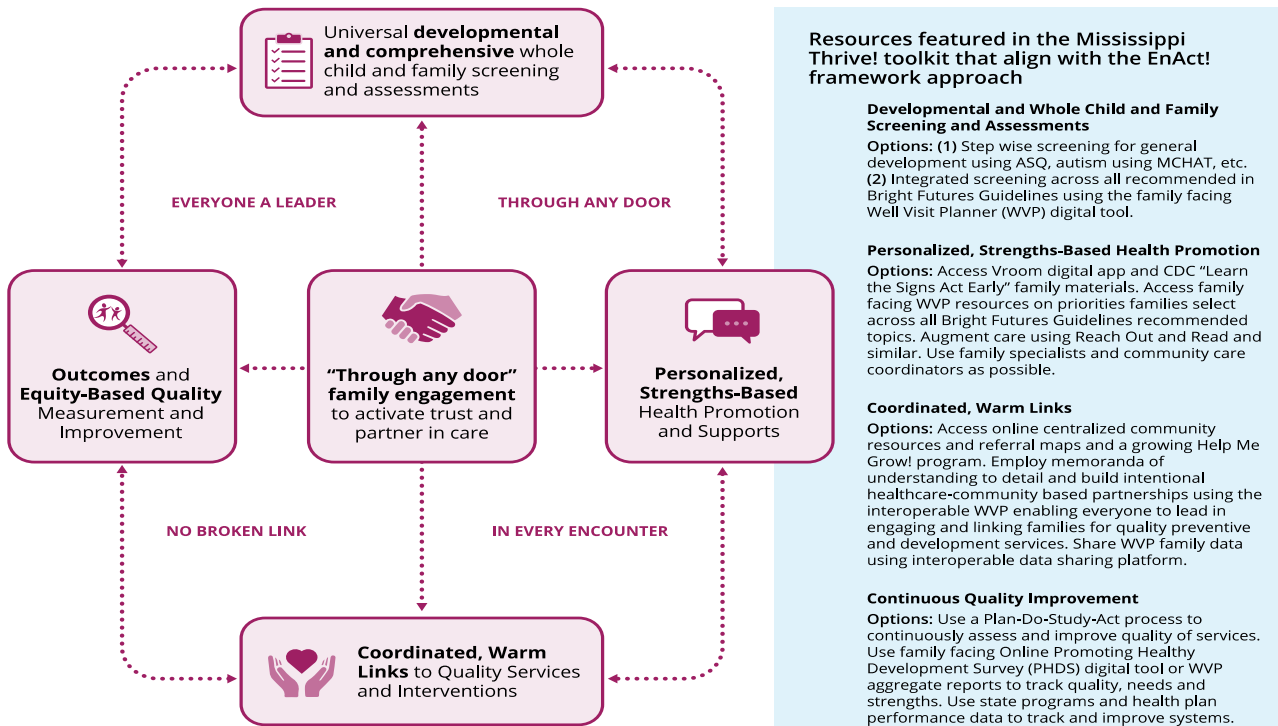 Universal developmental
and comprehensive whole
child and family screening
and assessments
EVERYONE A LEADER
THROUGH ANY DOOR
Outcomes and
Equity-Based Quality
Measurement and
Improvement
“Through any door”
family engagement
to activate trust and
partner in care
Personalized,
Strengths-Based
Health Promotion
and Supports
NO BROKEN LINK
IN EVERY ENCOUNTER
Coordinated, Warm
Links to Quality Services
and Interventions
Resources featured in the Mississippi
Thrive! toolkit that align with the EnAct!
framework approach
Developmental and Whole Child and Family
Screening and Assessments
Options: (1) Step wise screening for general
development using ASQ, autism using MCHAT, etc.
(2) Integrated screening across all recommended in
Bright Futures Guidelines using the family facing
Well Visit Planner (WVP) digital tool.
Personalized, Strengths-Based Health Promotion
Options: Access Vroom digital app and CDC “Learn
the Signs Act Early” family materials. Access family
facing WVP resources on priorities families select
across all Bright Futures Guidelines recommended
topics. Augment care using Reach Out and Read and
similar. Use family specialists and community care
coordinators as possible.
Coordinated, Warm Links
Options: Access online centralized community
resources and referral maps and a growing Help Me
Grow! program. Employ memoranda of
understanding to detail and build intentional
healthcare-community based partnerships using the
interoperable WVP enabling everyone to lead in
engaging and linking families for quality preventive
and development services. Share WVP family data
using interoperable data sharing platform.
Continuous Quality Improvement
Options: Use a Plan-Do-Study-Act process to
continuously assess and improve quality of services.
Use family facing Online Promoting Healthy
Development Survey (PHDS) digital tool or WVP
aggregate reports to track quality, needs and
strengths. Use state programs and health plan
performance data to track and improve systems.